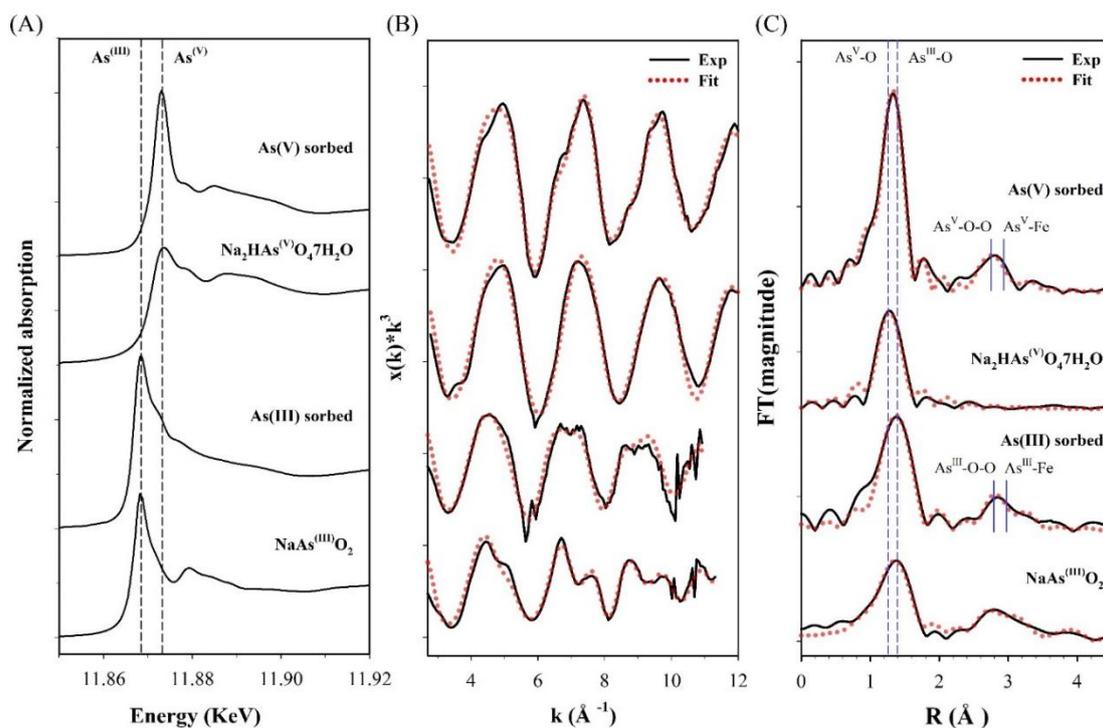 (A)
As(III)
As(V)
As(V) sorbed
Na2HAs(V)O47H2O
As(III) sorbed
NaAs(III)O2
Normalized absorption
11.86 11.88 11.90 11.92
Energy (KeV)
(B)
Exp
Fit
x(k)*k3
4 6 8 10 12
k (Å -1)
(C)
AsV-O
AsIII-O
Exp
Fit
As(V) sorbed
AsV-O-O
AsV-Fe
Na2HAs(V)O47H2O
As(III) sorbed
AsIII-O-O
AsIII-Fe
NaAs(III)O2
FT(magnitude)
0 1 2 3 4
R (Å )